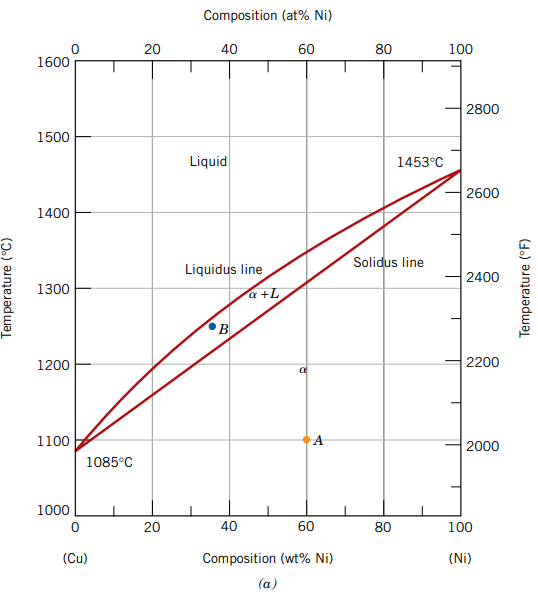 Composition (at% Ni)
0 20 40 60 80 100
1600
1500
1400
1300
1200
1100
1000
Temperature (°C)
2800
2600
2400
2200
2000
Temperature (°F)
Liquid
1453°C
Liquidus line
Solidus line
α +L
B
α
A
1085°C
0 20 40 60 80 100
(Cu) Composition (wt% Ni) (Ni)
(a)